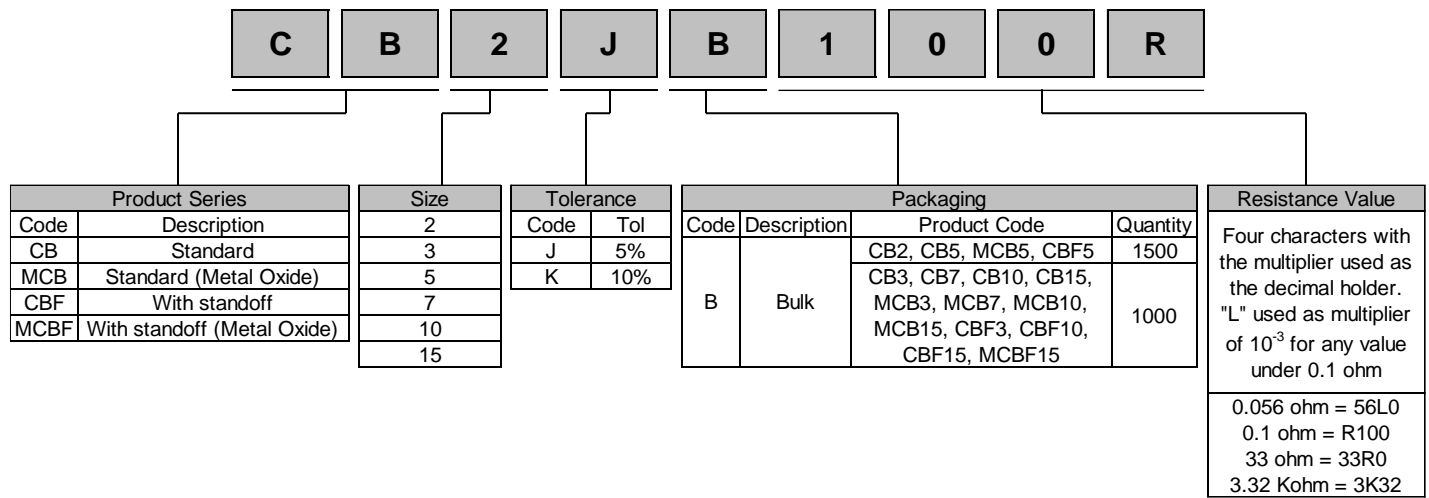 C B 2 J B 1 0 0 R
Product Series
Code Description
CB Standard
MCB Standard (Metal Oxide)
CBF With standoff
MCBF With standoff (Metal Oxide)
Size
2
3
5
7
10
15
Tolerance
Code Tol
J 5%
K 10%
Packaging
Code Description Product Code Quantity
B Bulk
CB2, CB5, MCB5, CBF5 1500
CB3, CB7, CB10, CB15,
MCB3, MCB7, MCB10,
MCB15, CBF3, CBF10,
CBF15, MCBF15
1000
Resistance Value
Four characters with
the multiplier used as
the decimal holder.
"L" used as multiplier
of 10⁻³ for any value
under 0.1 ohm
0.056 ohm = 56L0
0.1 ohm = R100
33 ohm = 33R0
3.32 Kohm = 3K32